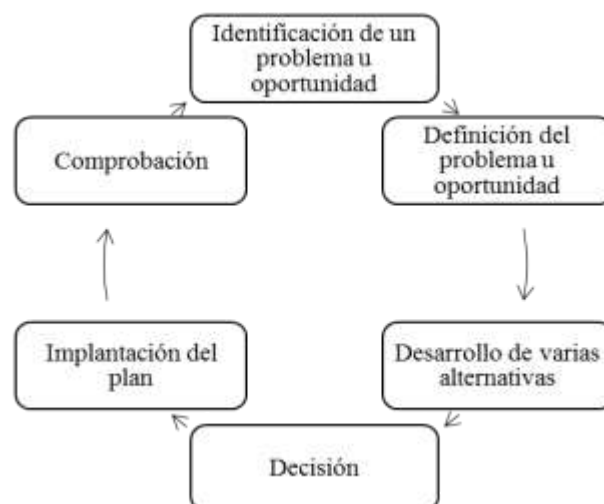 Identificación de un
problema u
oportunidad
Definición del
problema u
oportunidad
Desarrollo de varias
alternativas
Decisión
Implantación del
plan
Comprobación